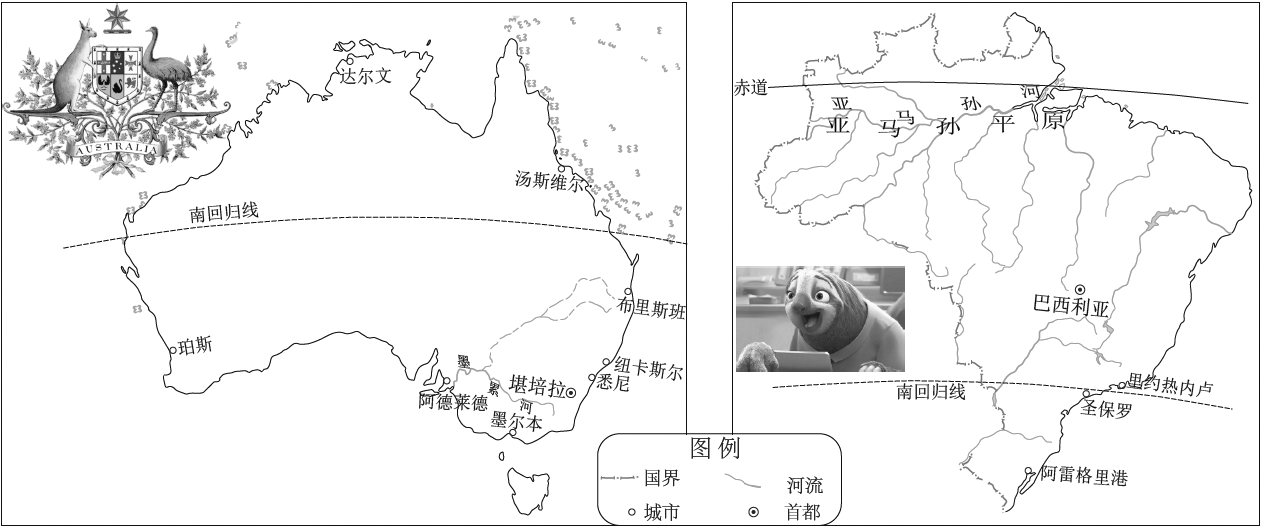 AUSTRALIA
达尔文
汤斯维尔
南回归线
布里斯班
珀斯
纽卡斯尔
悉尼
堪培拉
阿德莱德
墨累河
墨尔本
赤道
亚马孙河
亚马孙平原
巴西利亚
里约热内卢
南回归线
圣保罗
阿雷格里港
图例
国界
河流
城市
首都